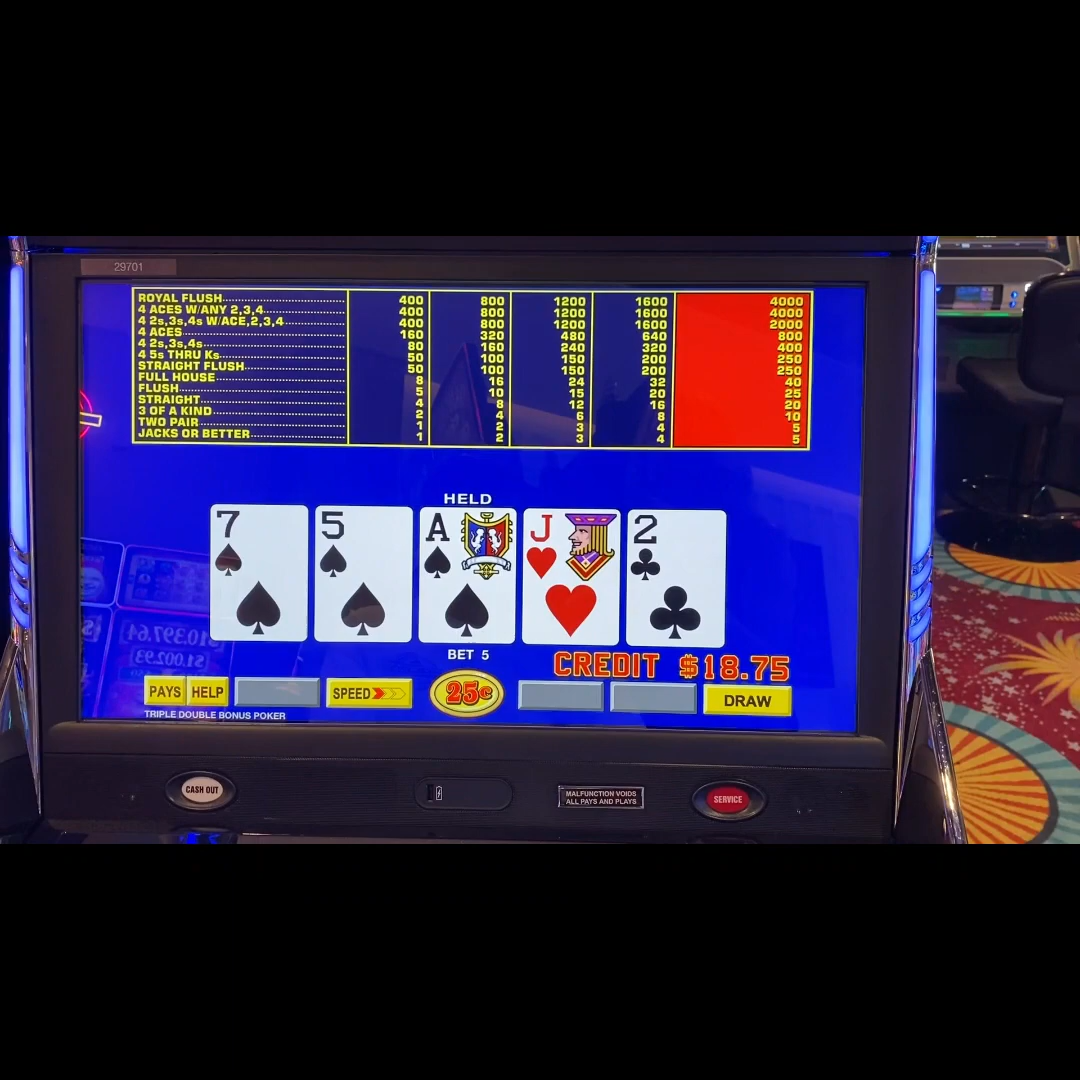 29701
ROYAL FLUSH 400 800 1200 1600 4000
4 ACES W/ANY 2,3,4 400 800 1200 1600 4000
4 2s,3s,4s W/ACE,2,3,4 400 800 1200 1600 2000
4 ACES 160 320 480 640 800
4 2s,3s,4s 80 160 240 320 400
4 5s THRU Ks 50 100 150 200 250
STRAIGHT FLUSH 50 100 150 200 250
FULL HOUSE 8 16 24 32 40
FLUSH 5 10 15 20 25
STRAIGHT 4 8 12 16 20
3 OF A KIND 2 4 6 8 10
TWO PAIR 1 2 3 4 5
JACKS OR BETTER 1 2 3 4 5
HELD
7 5 A J 2
BET 5
CREDIT $18.75
PAYS HELP SPEED 25¢ DRAW
TRIPLE DOUBLE BONUS POKER
CASH OUT
MALFUNCTION VOIDS
ALL PAYS AND PLAYS
SERVICE